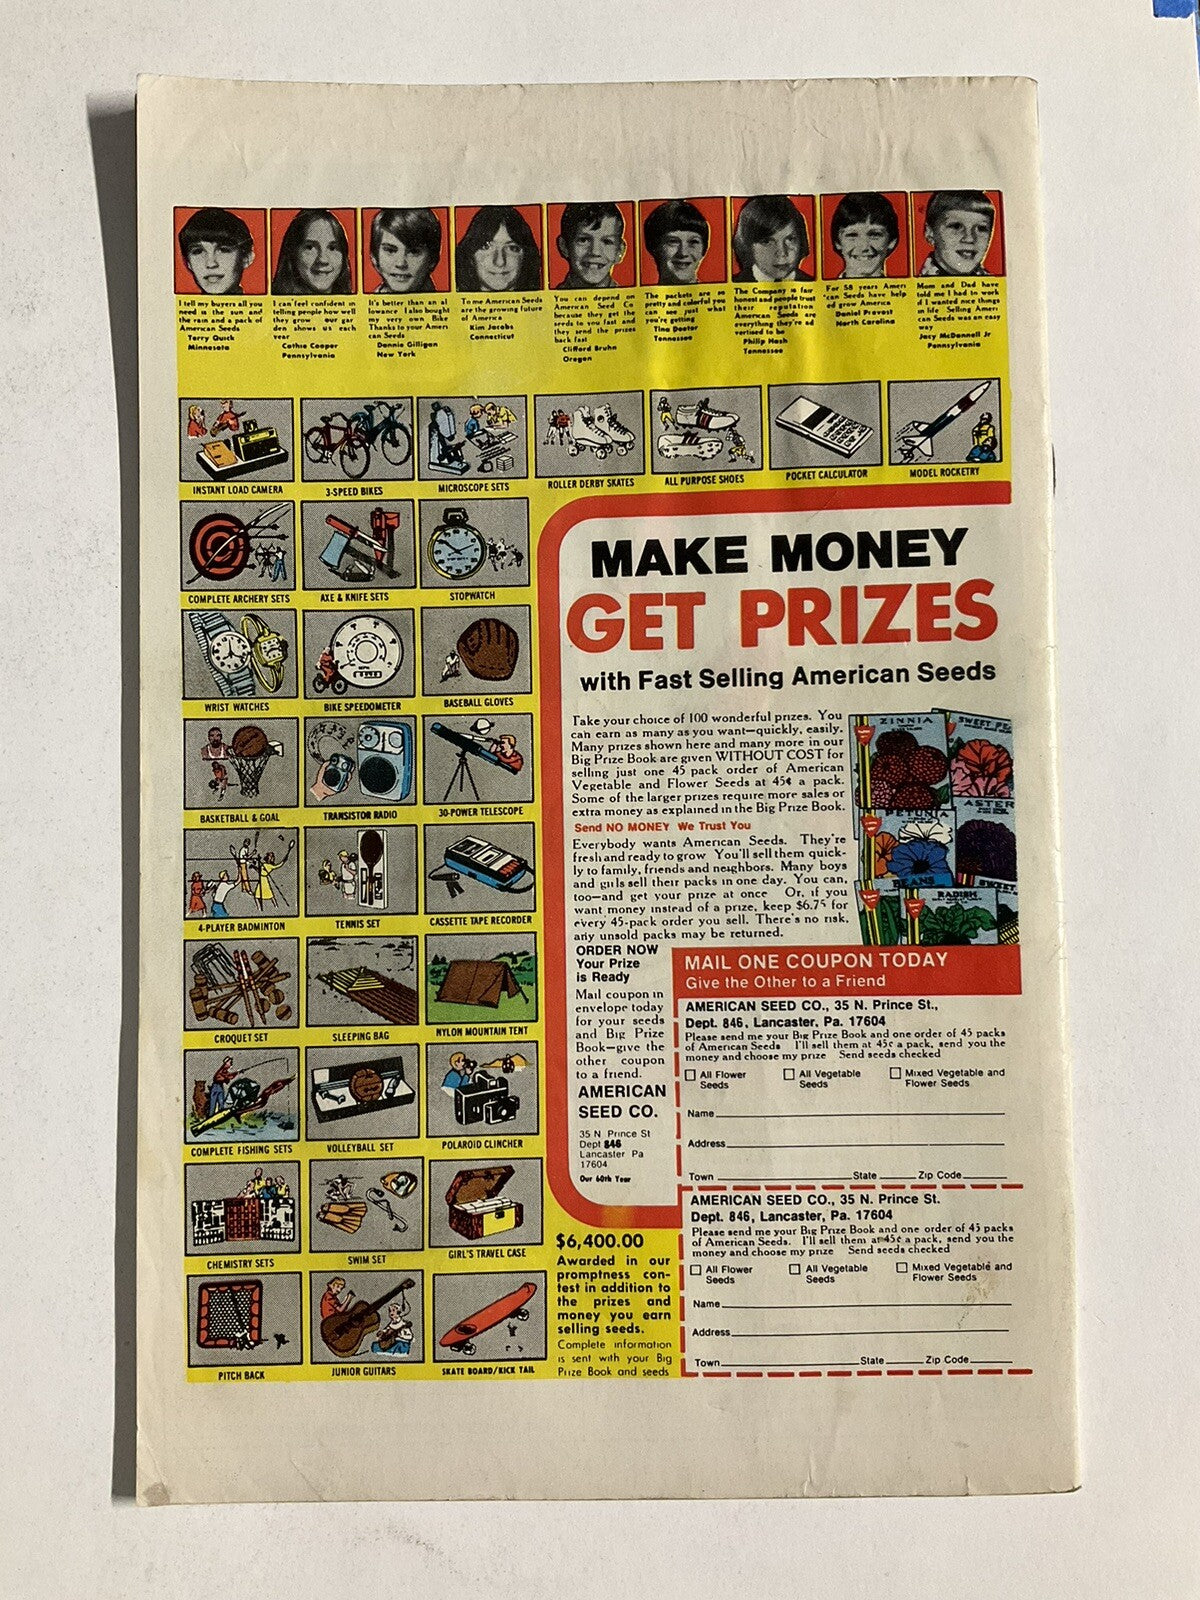 I tell my buyers all you
need is the sun and
the rain and a pack of
American Seeds
Terry Quick
Minnesota
I can feel confident in
telling people how well
they grow our gar
den shows us each
year
Cathie Cooper
Pennsylvania
It's better than an al
lowance I also bought
my very own Bike
Thanks to your Ameri
can Seeds
Dannie Gilligan
New York
To me American Seeds
are the growing future
of America
Kim Jacobs
Connecticut
You can depend on
American Seed Co
because they get the
seeds to you fast and
they send the prizes
back fast
Clifford Bruhn
Oregon
The packets are so
pretty and colorful you
can see just what
you're getting
Tina Doctor
Tennessee
The Company is fair
honest and people trust
their reputation
American Seeds are
everything they're ad
vertised to be
Philip Hash
Tennessee
For 58 years Ameri
can Seeds have help
ed grow America
Daniel Prevost
North Carolina
Mom and Dad have
told me I had to work
if I wanted nice things
in life Selling Ameri
can Seeds was an easy
way
Jacy McDannell Jr
Pennsylvania
INSTANT LOAD CAMERA
3-SPEED BIKES
MICROSCOPE SETS
ROLLER DERBY SKATES
ALL PURPOSE SHOES
POCKET CALCULATOR
MODEL ROCKETRY
COMPLETE ARCHERY SETS
AXE & KNIFE SETS
STOPWATCH
WRIST WATCHES
BIKE SPEEDOMETER
BASEBALL GLOVES
BASKETBALL & GOAL
TRANSISTOR RADIO
30-POWER TELESCOPE
4-PLAYER BADMINTON
TENNIS SET
CASSETTE TAPE RECORDER
CROQUET SET
SLEEPING BAG
NYLON MOUNTAIN TENT
COMPLETE FISHING SETS
VOLLEYBALL SET
POLAROID CLINCHER
CHEMISTRY SETS
SWIM SET
GIRL'S TRAVEL CASE
PITCH BACK
JUNIOR GUITARS
SKATE BOARD/KICK TAIL
MAKE MONEY
GET PRIZES
with Fast Selling American Seeds
Take your choice of 100 wonderful prizes. You
can earn as many as you want—quickly, easily.
Many prizes shown here and many more in our
Big Prize Book are given WITHOUT COST for
selling just one 45 pack order of American
Vegetable and Flower Seeds at 45¢ a pack.
Some of the larger prizes require more sales or
extra money as explained in the Big Prize Book.
Send NO MONEY We Trust You
Everybody wants American Seeds. They're
fresh and ready to grow You'll sell them quick-
ly to family, friends and neighbors. Many boys
and girls sell their packs in one day. You can,
too—and get your prize at once Or, if you
want money instead of a prize, keep $6.75 for
every 45-pack order you sell. There's no risk,
any unsold packs may be returned.
ZINNIA
SWEET PE
ASTER
PETUNIA
BEANS
RADISH
SWEET
ORDER NOW
Your Prize
is Ready
Mail coupon in
envelope today
for your seeds
and Big Prize
Book—give the
other coupon
to a friend.
AMERICAN
SEED CO.
35 N Prince St
Dept 846
Lancaster Pa
17604
Our 60th Year
MAIL ONE COUPON TODAY
Give the Other to a Friend
AMERICAN SEED CO., 35 N. Prince St.,
Dept. 846, Lancaster, Pa. 17604
Please send me your Big Prize Book and one order of 45 packs
of American Seeds I'll sell them at 45¢ a pack, send you the
money and choose my prize Send seeds checked
All Flower Seeds
All Vegetable Seeds
Mixed Vegetable and Flower Seeds
Name
Address
Town State Zip Code
AMERICAN SEED CO., 35 N. Prince St.
Dept. 846, Lancaster, Pa. 17604
Please send me your Big Prize Book and one order of 45 packs
of American Seeds. I'll sell them at 45¢ a pack, send you the
money and choose my prize Send seeds checked
All Flower Seeds
All Vegetable Seeds
Mixed Vegetable and Flower Seeds
Name
Address
Town State Zip Code
$6,400.00
Awarded in our
promptness con-
test in addition to
the prizes and
money you earn
selling seeds.
Complete information
is sent with your Big
Prize Book and seeds